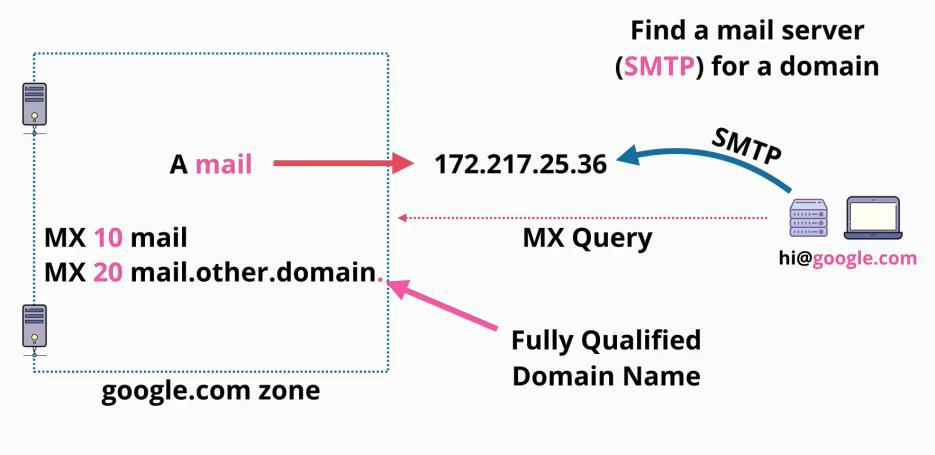 Find a mail server
(SMTP) for a domain
SMTP
A mail
172.217.25.36
MX 10 mail
MX 20 mail.other.domain.
MX Query
hi@google.com
Fully Qualified
Domain Name
google.com zone